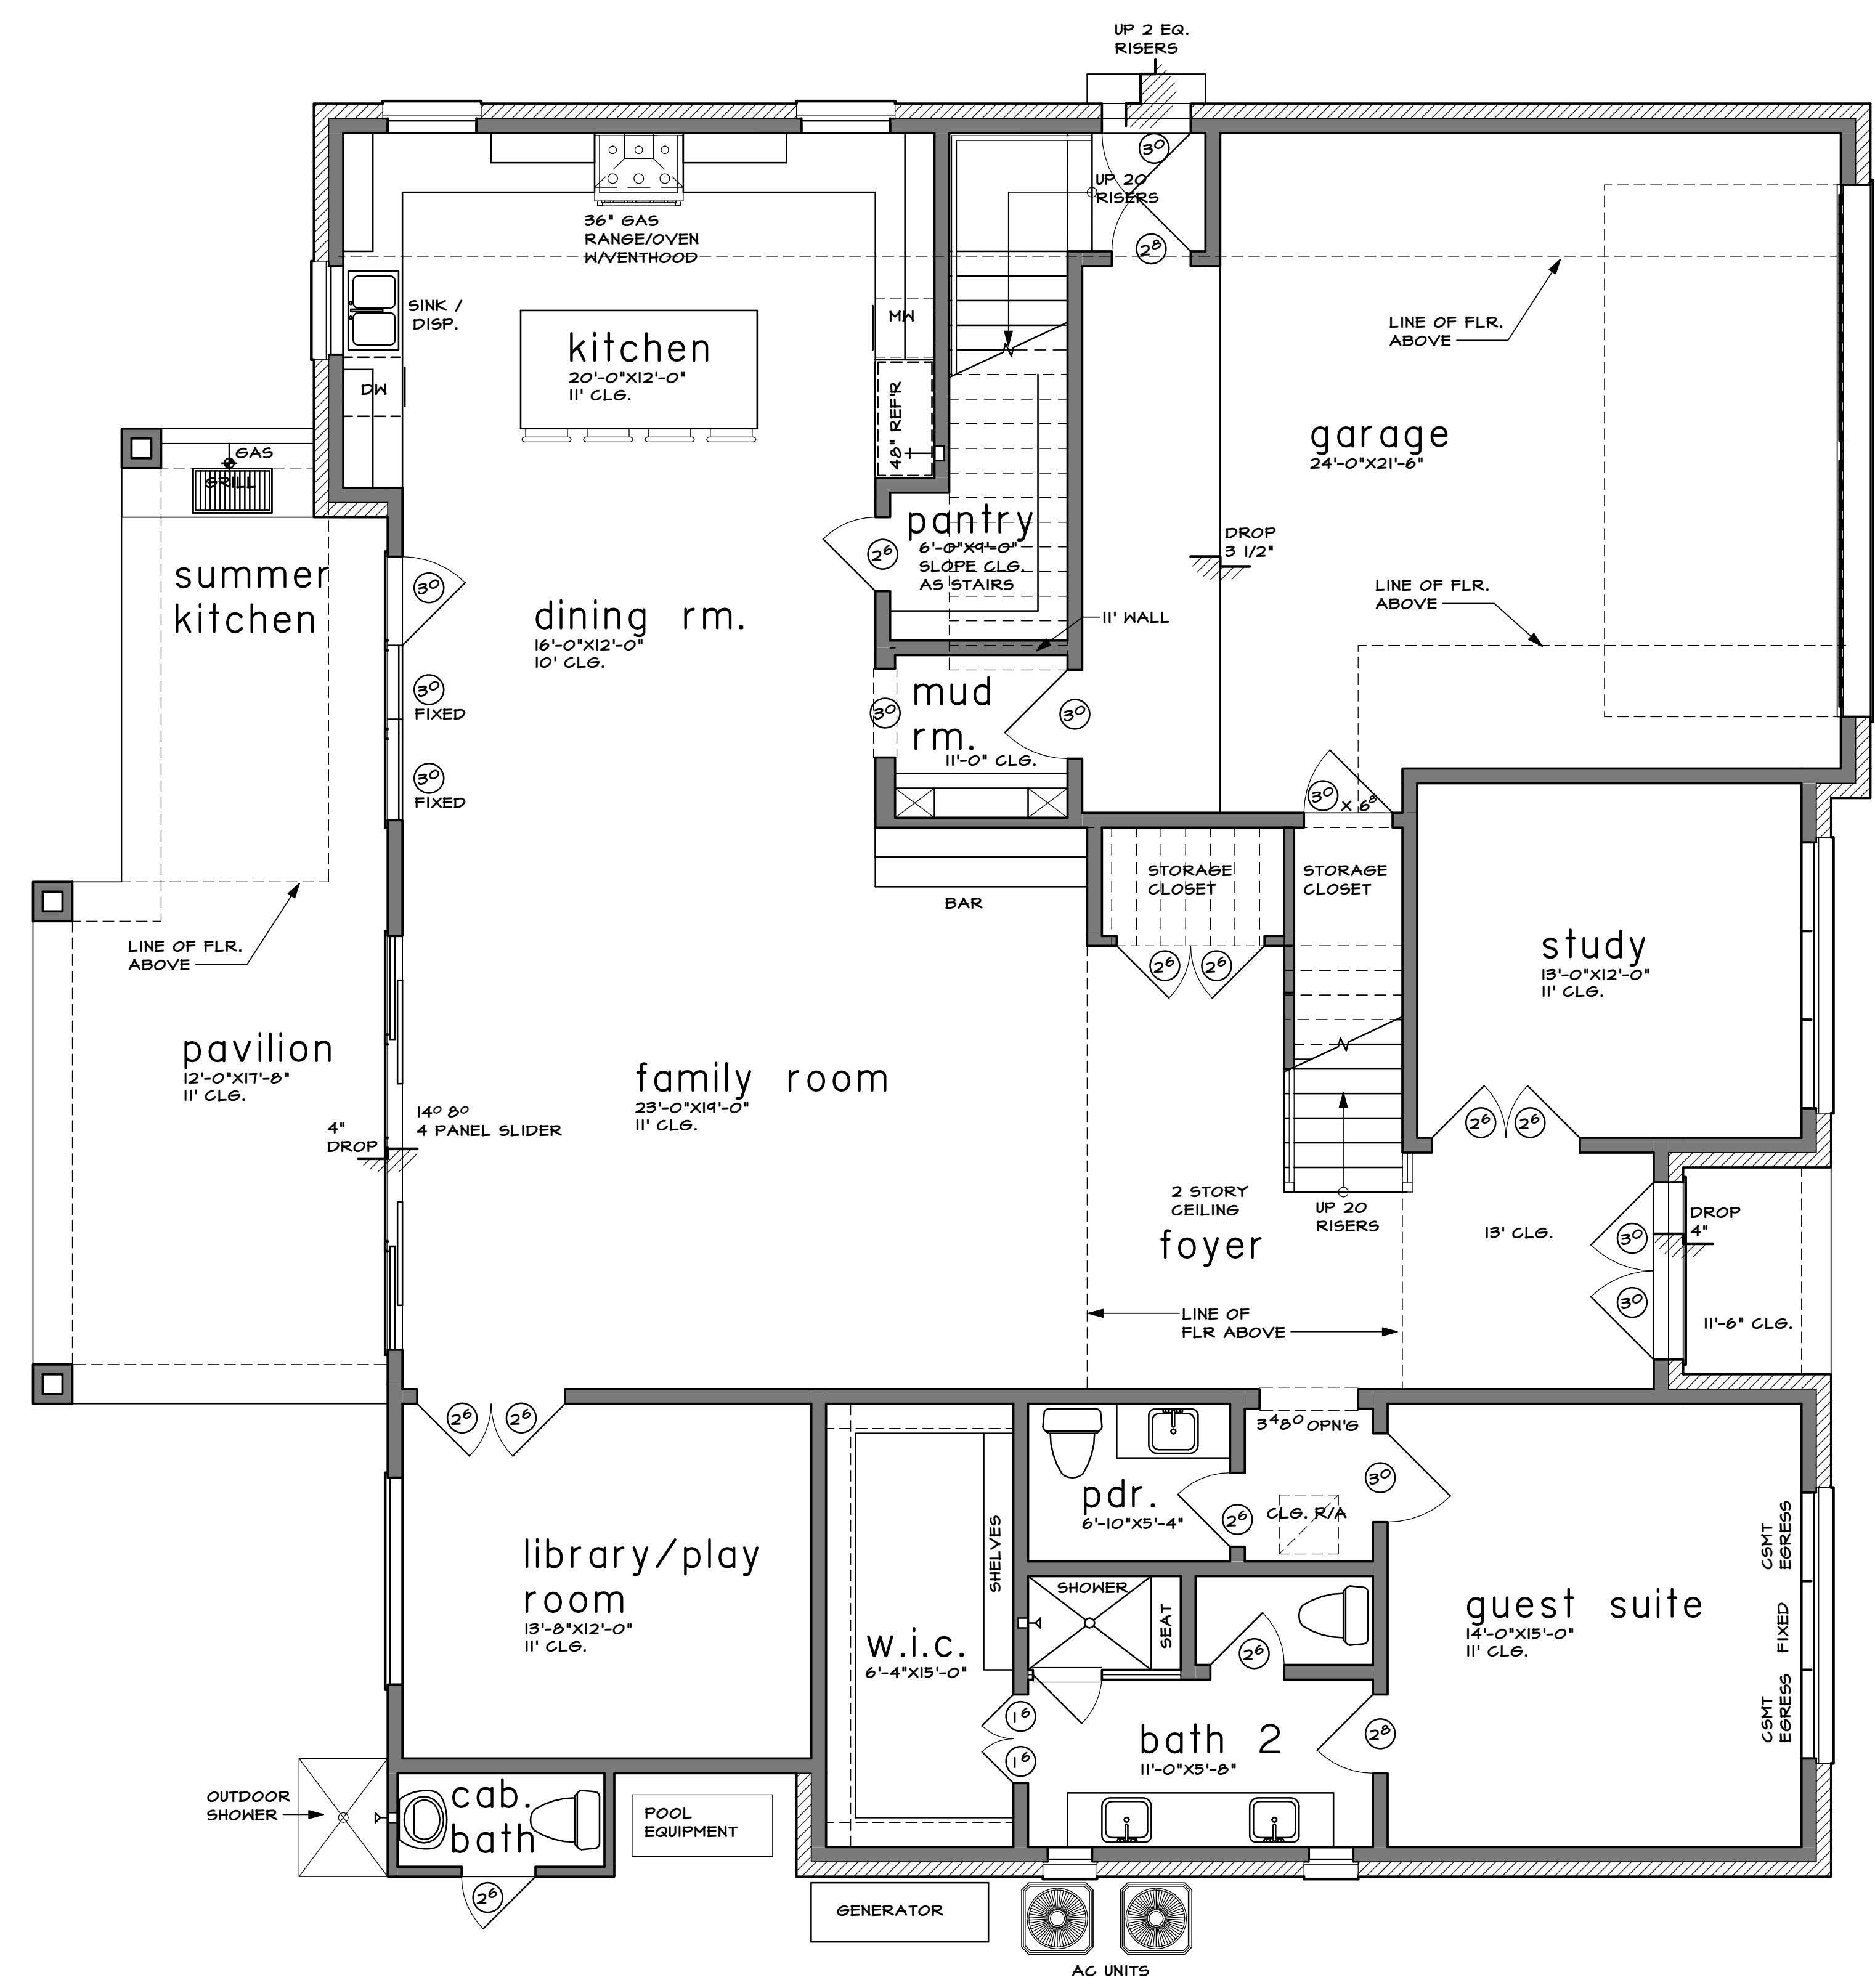 UP 2 EQ.
RISERS
30
UP 20
RISERS
28
36" GAS
RANGE/OVEN
W/VENTHOOD
SINK /
DISP.
MW
DW
kitchen
20'-0"X12'-0"
11' CLG.
48" REF'R
LINE OF FLR.
ABOVE
garage
24'-0"X21'-6"
GAS
GRILL
summer
kitchen
30
30
FIXED
30
FIXED
dining rm.
16'-0"X12'-0"
10' CLG.
26
pantry
6'-0"X9'-0"
SLOPE CLG.
AS STAIRS
DROP
3 1/2"
LINE OF FLR.
ABOVE
11' WALL
30
mud
rm.
11'-0" CLG.
30
30 X 68
BAR
STORAGE
CLOSET
STORAGE
CLOSET
26
26
LINE OF FLR.
ABOVE
study
13'-0"X12'-0"
11' CLG.
26
26
pavilion
12'-0"X17'-8"
11' CLG.
4"
DROP
140 80
4 PANEL SLIDER
family room
23'-0"X19'-0"
11' CLG.
2 STORY
CEILING
foyer
UP 20
RISERS
13' CLG.
30
30
DROP
4"
11'-6" CLG.
LINE OF
FLR ABOVE
26
26
3480 OPN'G
pdr.
6'-10"X5'-4"
26
CLG. R/A
30
library/play
room
13'-8"X12'-0"
11' CLG.
SHELVES
w.i.c.
6'-4"X15'-0"
SHOWER
SEAT
26
guest suite
14'-0"X15'-0"
11' CLG.
CSMT
EGRESS
FIXED
CSMT
EGRESS
16
16
bath 2
11'-0"X5'-8"
28
OUTDOOR
SHOWER
cab.
bath
26
POOL
EQUIPMENT
GENERATOR
AC UNITS